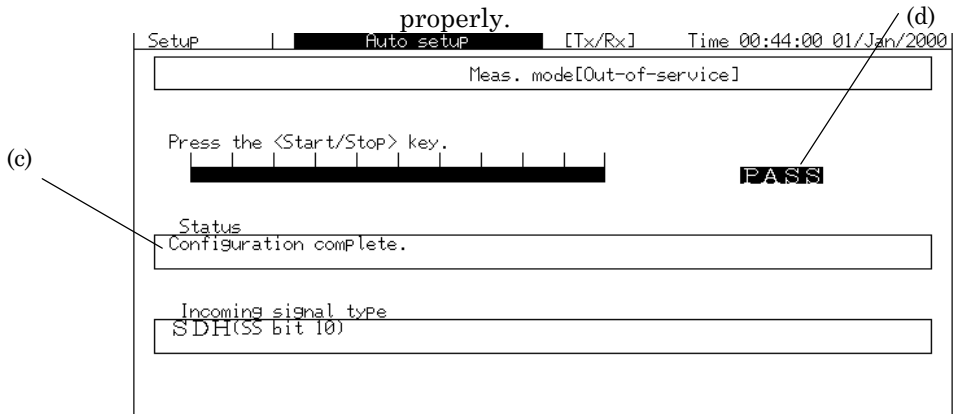 properly.
(d)
Setup | Auto setup [Tx/Rx] Time 00:44:00 01/Jan/2000
Meas. mode[Out-of-service]
Press the <Start/Stop> key.
(c)
PASS
Status
Configuration complete.
Incoming signal type
SDH(SS bit 10)